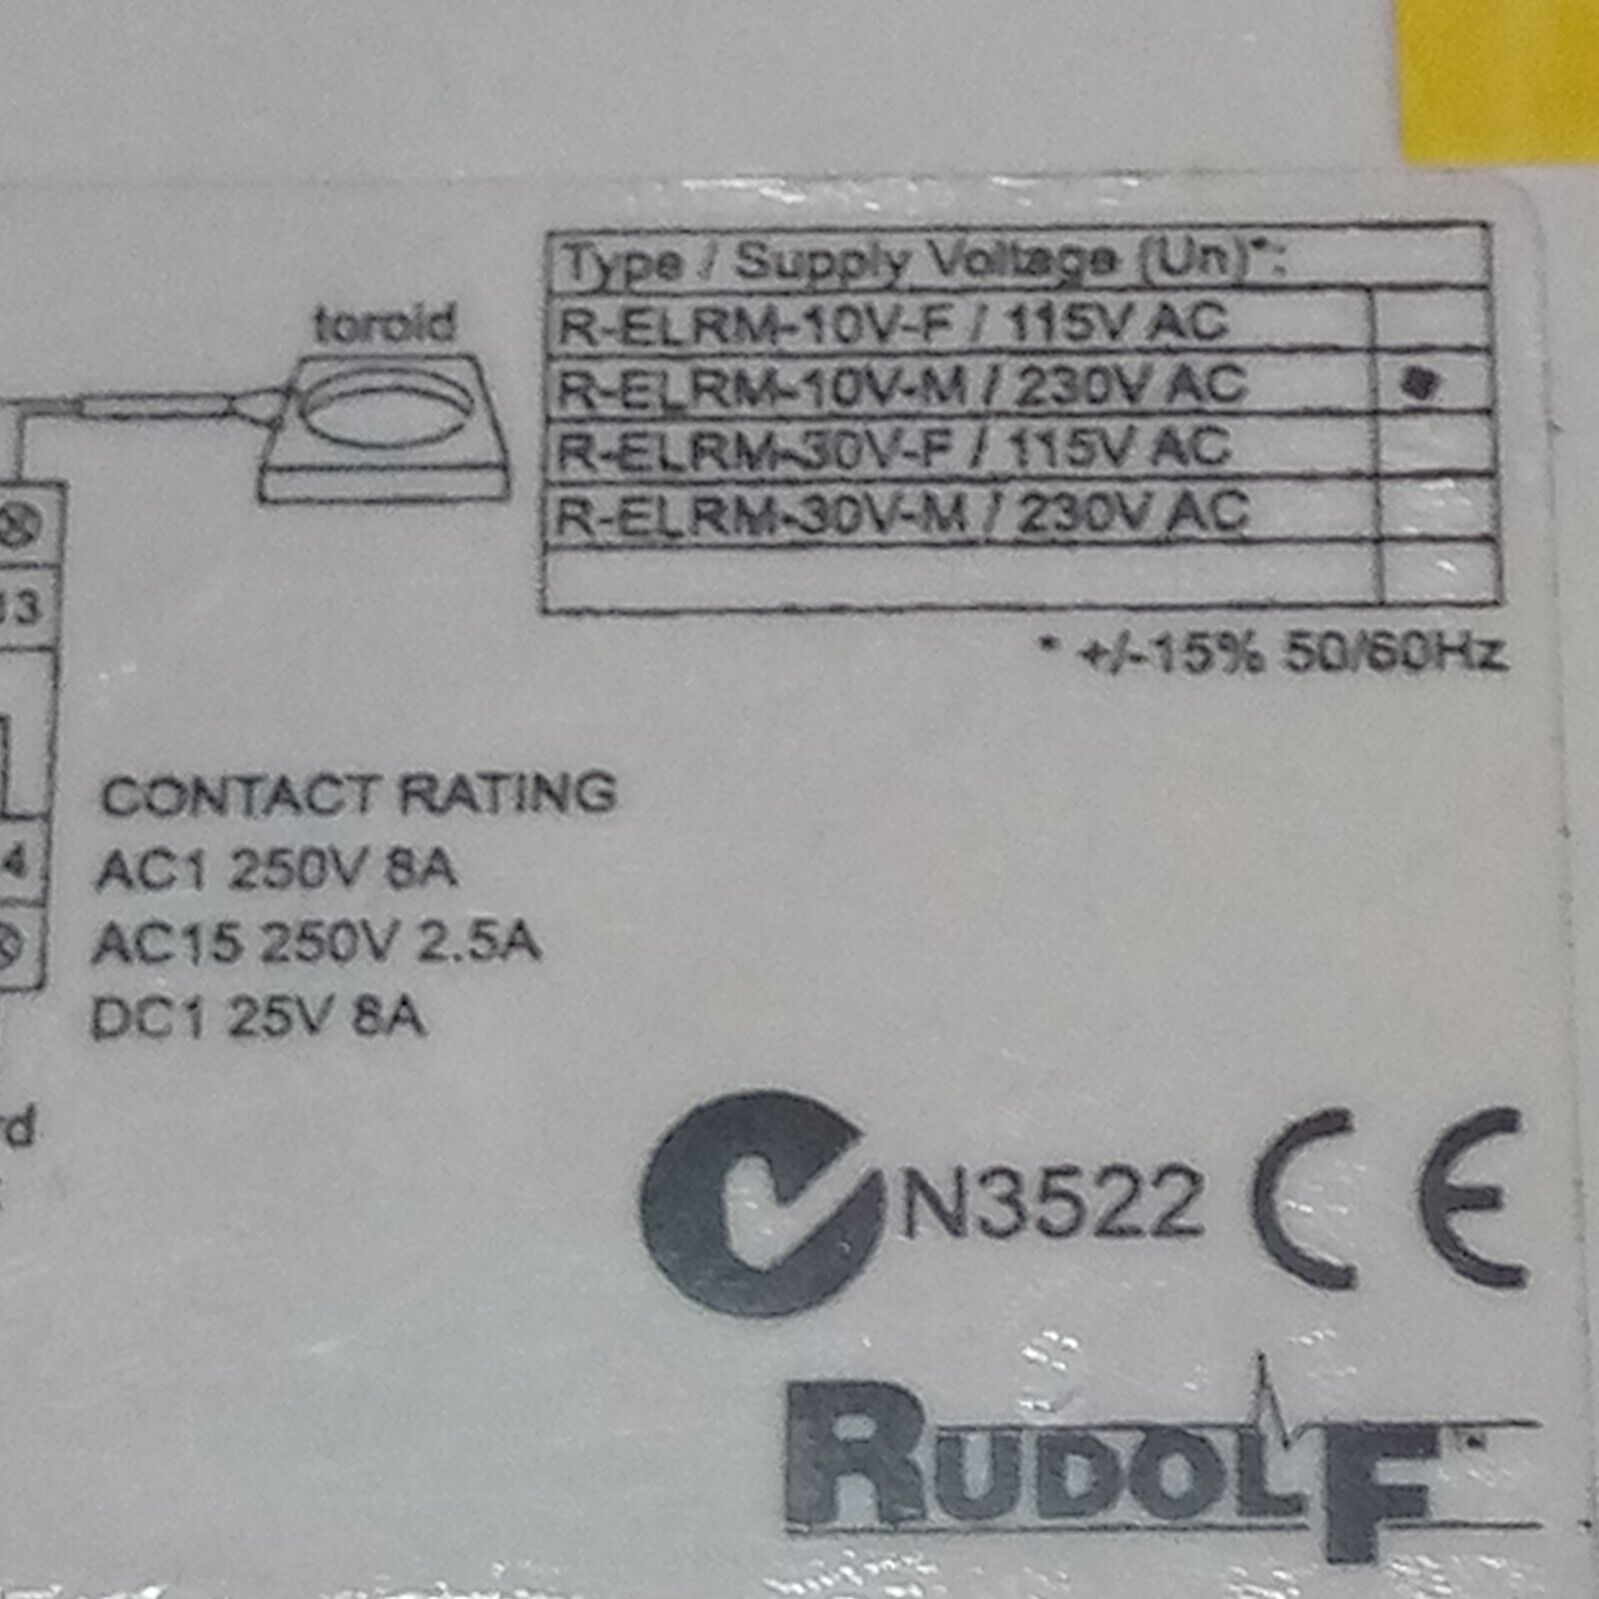 toroid
Type / Supply Voltage (Un)*:
R-ELRM-10V-F / 115V AC
R-ELRM-10V-M / 230V AC
R-ELRM-30V-F / 115V AC
R-ELRM-30V-M / 230V AC
* +/-15% 50/60Hz
13
CONTACT RATING
AC1 250V 8A
4
AC15 250V 2.5A
DC1 25V 8A
rd
N3522 CE
RUDOLF